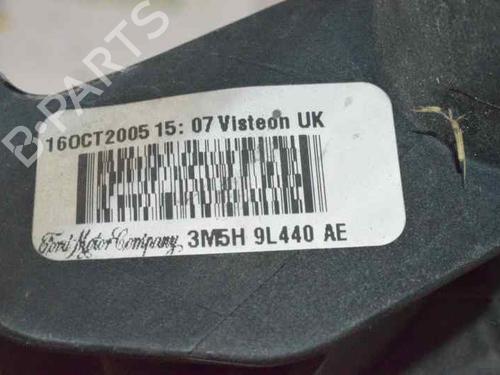 B-PARTS
16OCT2005 15: 07 Visteon UK
Ford Motor Company 3M5H 9L440 AE